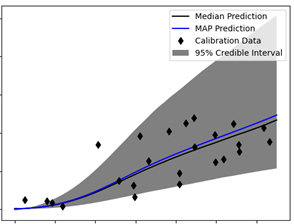 Median Prediction
MAP Prediction
Calibration Data
95% Credible Interval